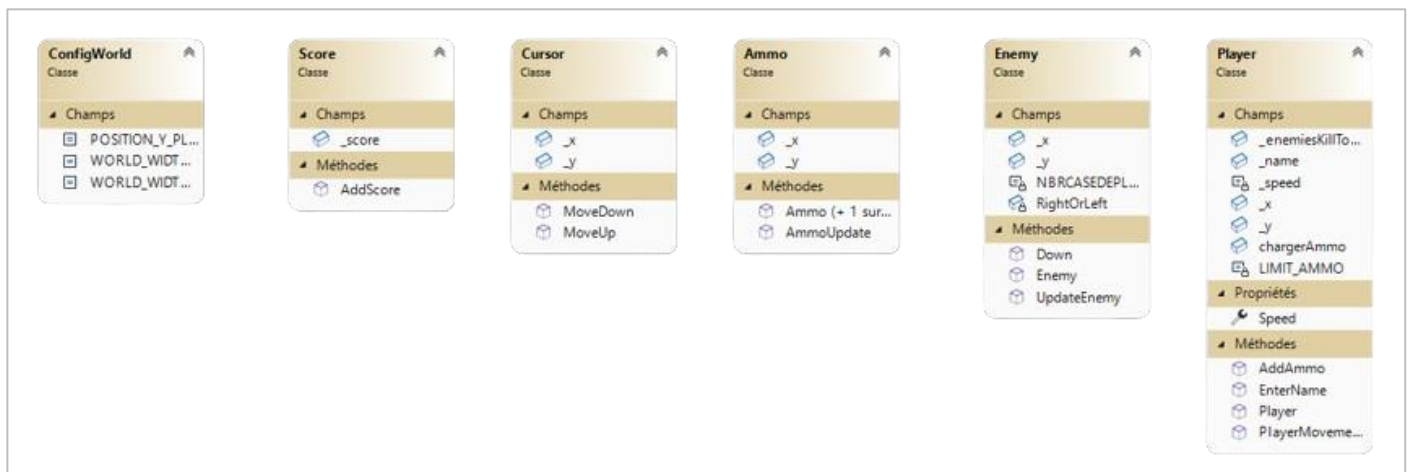 ConfigWorld
Classe
Champs
POSITION_Y_PL...
WORLD_WIDT...
WORLD_WIDT...
Score
Classe
Champs
_score
Méthodes
AddScore
Cursor
Classe
Champs
_x
_y
Méthodes
MoveDown
MoveUp
Ammo
Classe
Champs
_x
_y
Méthodes
Ammo (+ 1 sur...
AmmoUpdate
Enemy
Classe
Champs
_x
_y
NBRCASEDEPL...
RightOrLeft
Méthodes
Down
Enemy
UpdateEnemy
Player
Classe
Champs
_enemiesKillTo...
_name
_speed
_x
_y
chargerAmmo
LIMIT_AMMO
Propriétés
Speed
Méthodes
AddAmmo
EnterName
Player
PlayerMoveme...